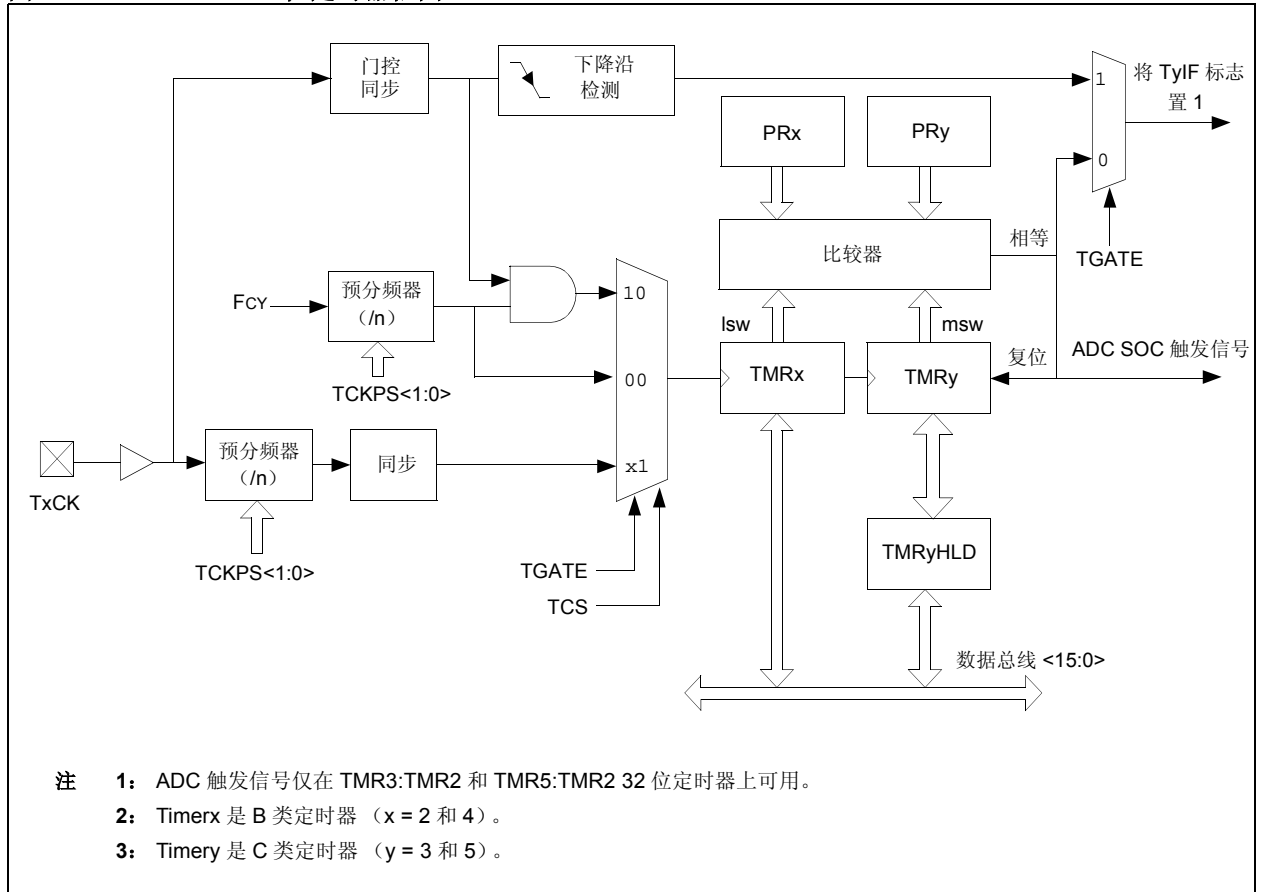 门控
同步
下降沿
检测
1
将 TyIF 标志
置 1
PRx
PRy
0
比较器
相等
TGATE
FCY
预分频器
（/n）
10
lsw
msw
TCKPS<1:0>
00
TMRx
TMRy
复位
ADC SOC 触发信号
TxCK
预分频器
（/n）
同步
x1
TCKPS<1:0>
TGATE
TCS
TMRyHLD
数据总线 <15:0>
注 1： ADC 触发信号仅在 TMR3:TMR2 和 TMR5:TMR2 32 位定时器上可用。
2： Timerx 是 B 类定时器 （x = 2 和 4）。
3： Timery 是 C 类定时器 （y = 3 和 5）。